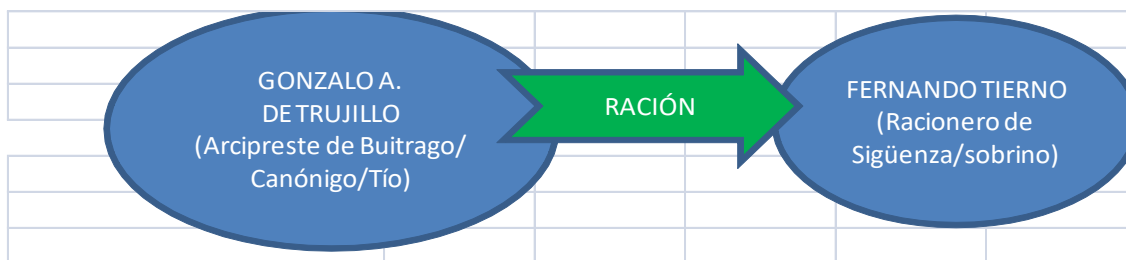 GONZALO A.
DE TRUJILLO
(Arcipreste de Buitrago/
Canónigo/Tío)
RACIÓN
FERNANDO TIERNO
(Racionero de
Sigüenza/sobrino)